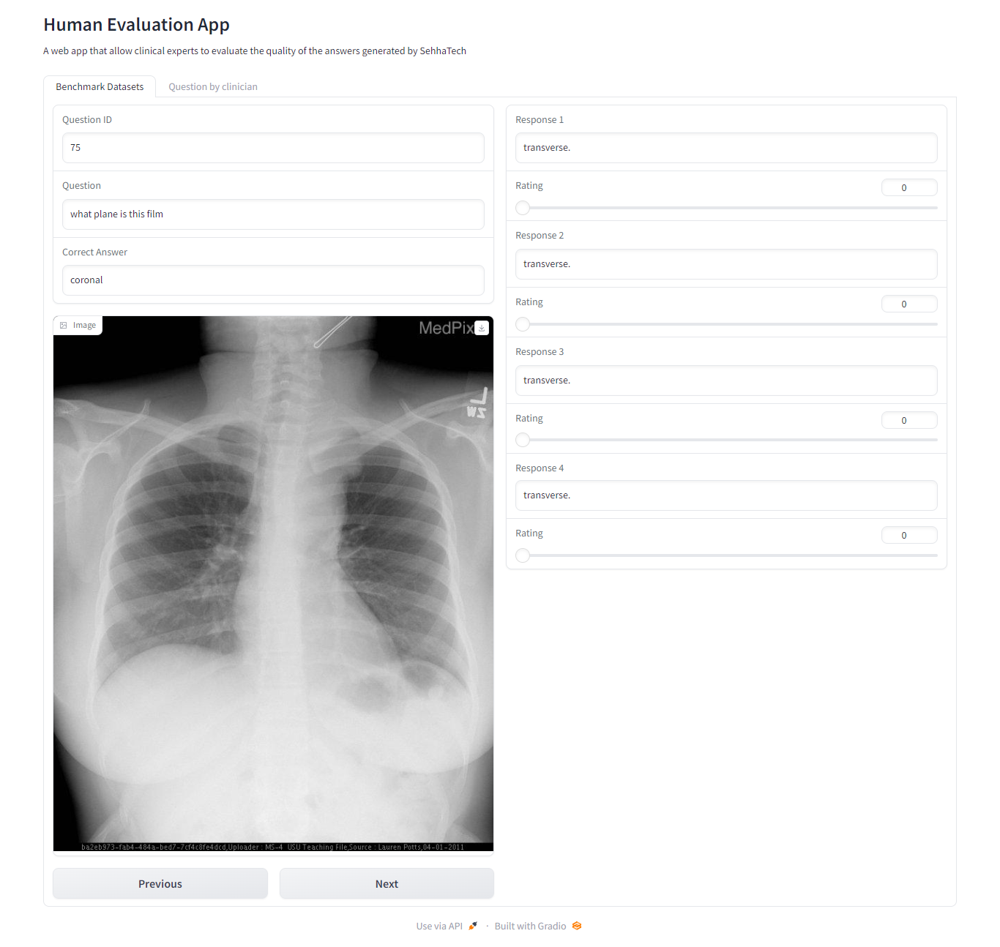 Human Evaluation App
A web app that allow clinical experts to evaluate the quality of the answers generated by SehhaTech
Benchmark Datasets
Question by clinician
Question ID
75
Question
what plane is this film
Correct Answer
coronal
Image
MedPix
L
WS
ba2eb973-fab4-484a-bed7-7cf4c8fe4dcd,Uploader : MS-4 USU Teaching File,Source : Lauren Potts,04-01-2011
Previous
Next
Response 1
transverse.
Rating
0
Response 2
transverse.
Rating
0
Response 3
transverse.
Rating
0
Response 4
transverse.
Rating
0
Use via API · Built with Gradio